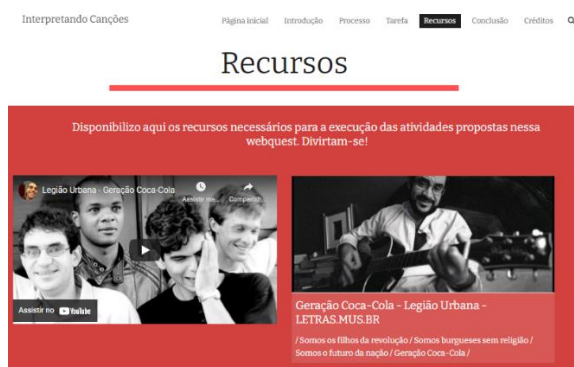 Interpretando Canções
Página inicial Introdução Processo Tarefa Recursos Conclusão Créditos
Recursos
Disponibilizo aqui os recursos necessários para a execução das atividades propostas nessa
webquest. Divirtam-se!
Legião Urbana - Geração Coca-Cola
Assistir no YouTube
Geração Coca-Cola - Legião Urbana -
LETRAS.MUS.BR
/ Somos os filhos da revolução / Somos burgueses sem religião /
Somos o futuro da nação / Geração Coca-Cola /